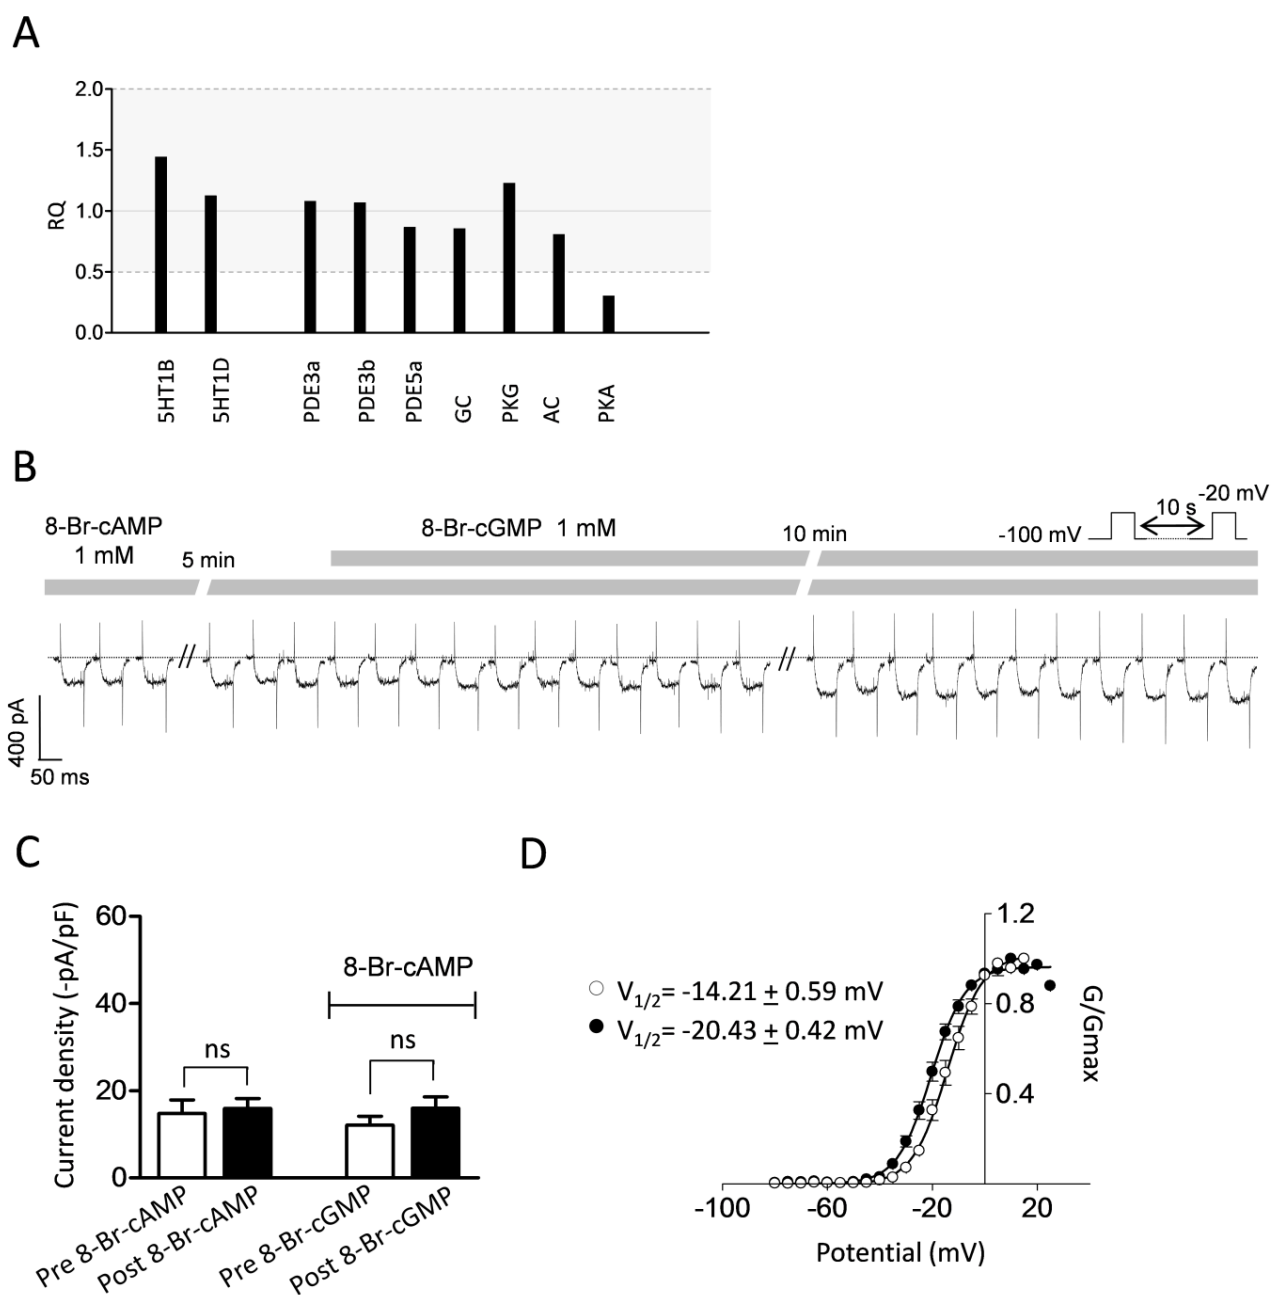 A
2.0
1.5
1.0
0.5
0.0
RQ
5HT1B
5HT1D
PDE3a
PDE3b
PDE5a
GC
PKG
AC
PKA
B
8-Br-cAMP
1 mM
5 min
8-Br-cGMP 1 mM
10 min
-100 mV
10 s
-20 mV
//
//
400 pA
50 ms
C
Current density (-pA/pF)
60
40
20
0
ns
8-Br-cAMP
ns
Pre 8-Br-cAMP
Post 8-Br-cAMP
Pre 8-Br-cGMP
Post 8-Br-cGMP
D
V1/2= -14.21 ± 0.59 mV
V1/2= -20.43 ± 0.42 mV
1.2
0.8
0.4
G/Gmax
-100
-60
-20
20
Potential (mV)